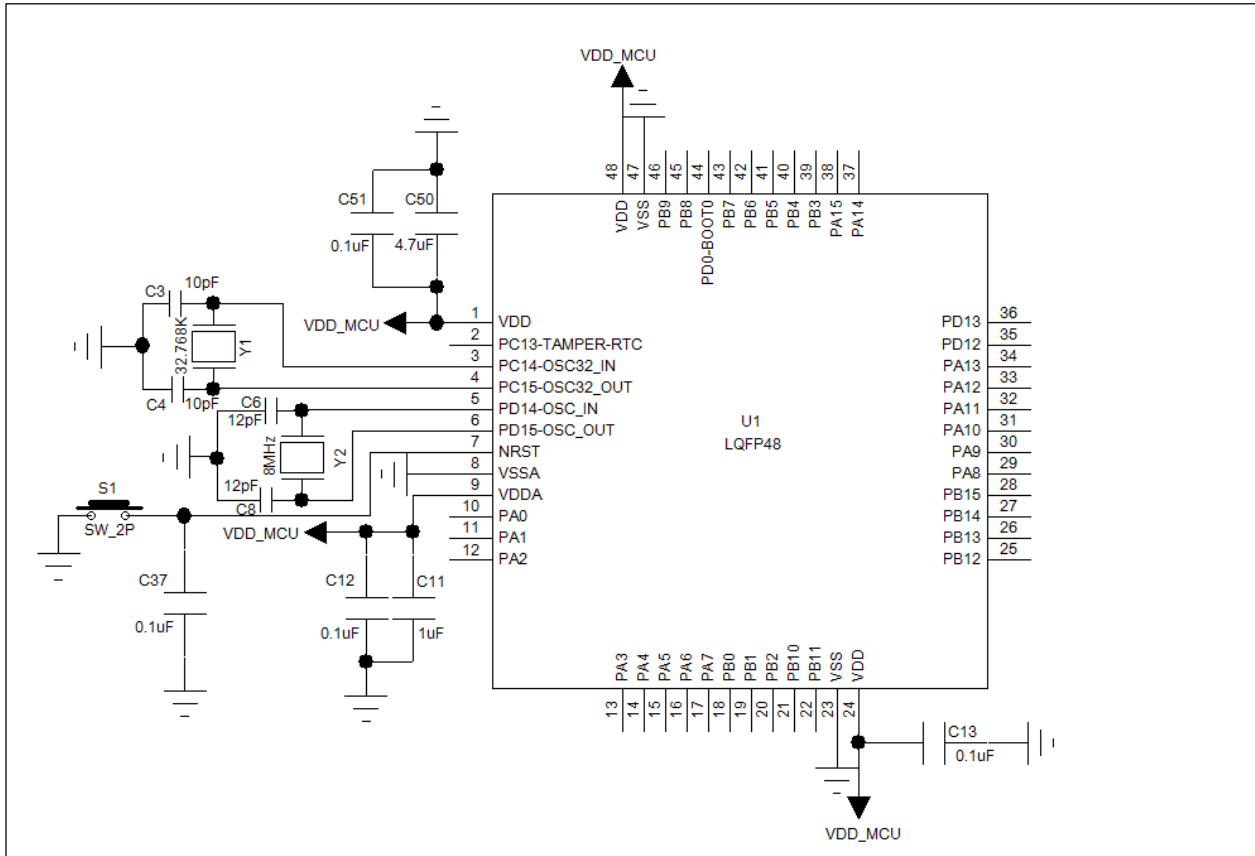 VDD_MCU
48
47
46
45
44
43
42
41
40
39
38
37
VDD
VSS
PB9
PB8
PD0-BOOT0
PB7
PB6
PB5
PB4
PB3
PA15
PA14
C51
C50
0.1uF
4.7uF
10pF
C3
32.768K
Y1
C4
10pF
VDD_MCU
1
VDD
2
PC13-TAMPER-RTC
3
PC14-OSC32_IN
4
PC15-OSC32_OUT
5
PD14-OSC_IN
6
PD15-OSC_OUT
7
NRST
8
VSSA
9
VDDA
10
PA0
11
PA1
12
PA2
C6
12pF
8MHz
Y2
12pF
C8
S1
SW_2P
VDD_MCU
C37
0.1uF
C12
0.1uF
C11
1uF
U1
LQFP48
PD13
36
PD12
35
PA13
34
PA12
33
PA11
32
PA10
31
PA9
30
PA8
29
PB15
28
PB14
27
PB13
26
PB12
25
PA3
PA4
PA5
PA6
PA7
PB0
PB1
PB2
PB10
PB11
VSS
VDD
13
14
15
16
17
18
19
20
21
22
23
24
C13
0.1uF
VDD_MCU